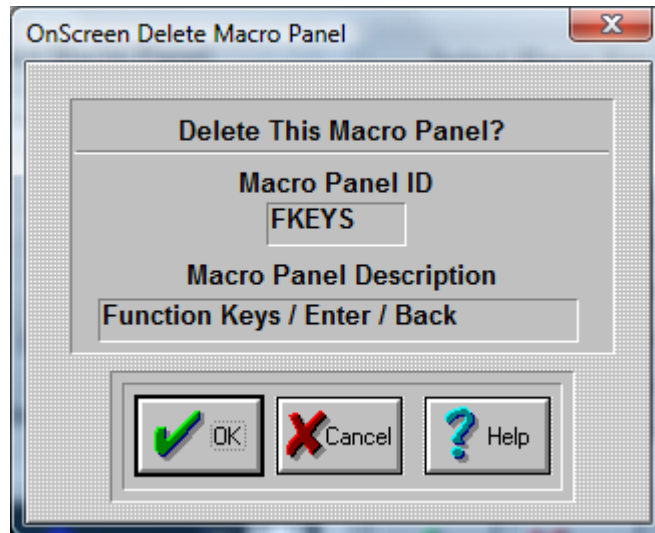 OnScreen Delete Macro Panel
Delete This Macro Panel?
Macro Panel ID
FKEYS
Macro Panel Description
Function Keys / Enter / Back
OK
Cancel
Help